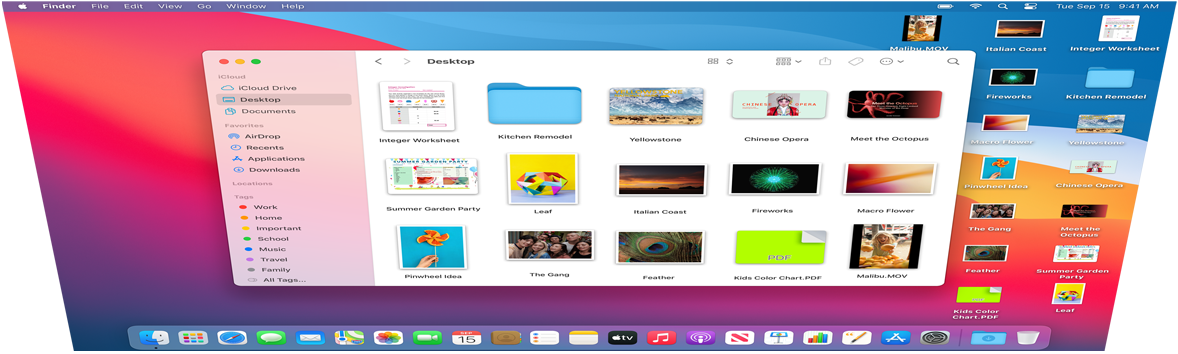 Finder File Edit View Go Window Help
Tue Sep 15 9:41 AM
Desktop
iCloud
iCloud Drive
Desktop
Documents
Favorites
AirDrop
Recents
Applications
Downloads
Locations
Tags
Work
Home
Important
School
Music
Travel
Family
All Tags...
Integer Worksheet
Kitchen Remodel
YELLOWSTONE
Yellowstone
CHINESE OPERA
Chinese Opera
Meet the Octopus
Meet the Octopus
SUMMER GARDEN PARTY
Summer Garden Party
Leaf
Italian Coast
Fireworks
Macro Flower
Pinwheel Idea
The Gang
Feather
PDF
Kids Color Chart.PDF
Malibu.MOV
Malibu.MOV
Italian Coast
Integer Worksheet
Fireworks
Kitchen Remodel
Macro Flower
Yellowstone
Pinwheel Idea
Chinese Opera
The Gang
Meet the
Octopus
Feather
Summer Garden
Party
Kids Color
Chart.PDF
Leaf
SEP
15
tv